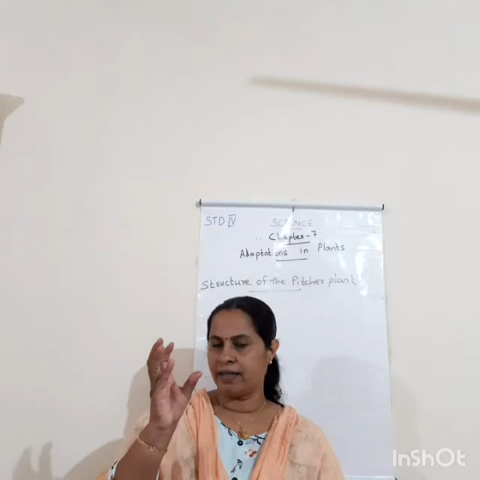 STD IV
SCIENCE
Chapter-7
Adaptations in Plants
Structure of the Pitcher plant
InShOt